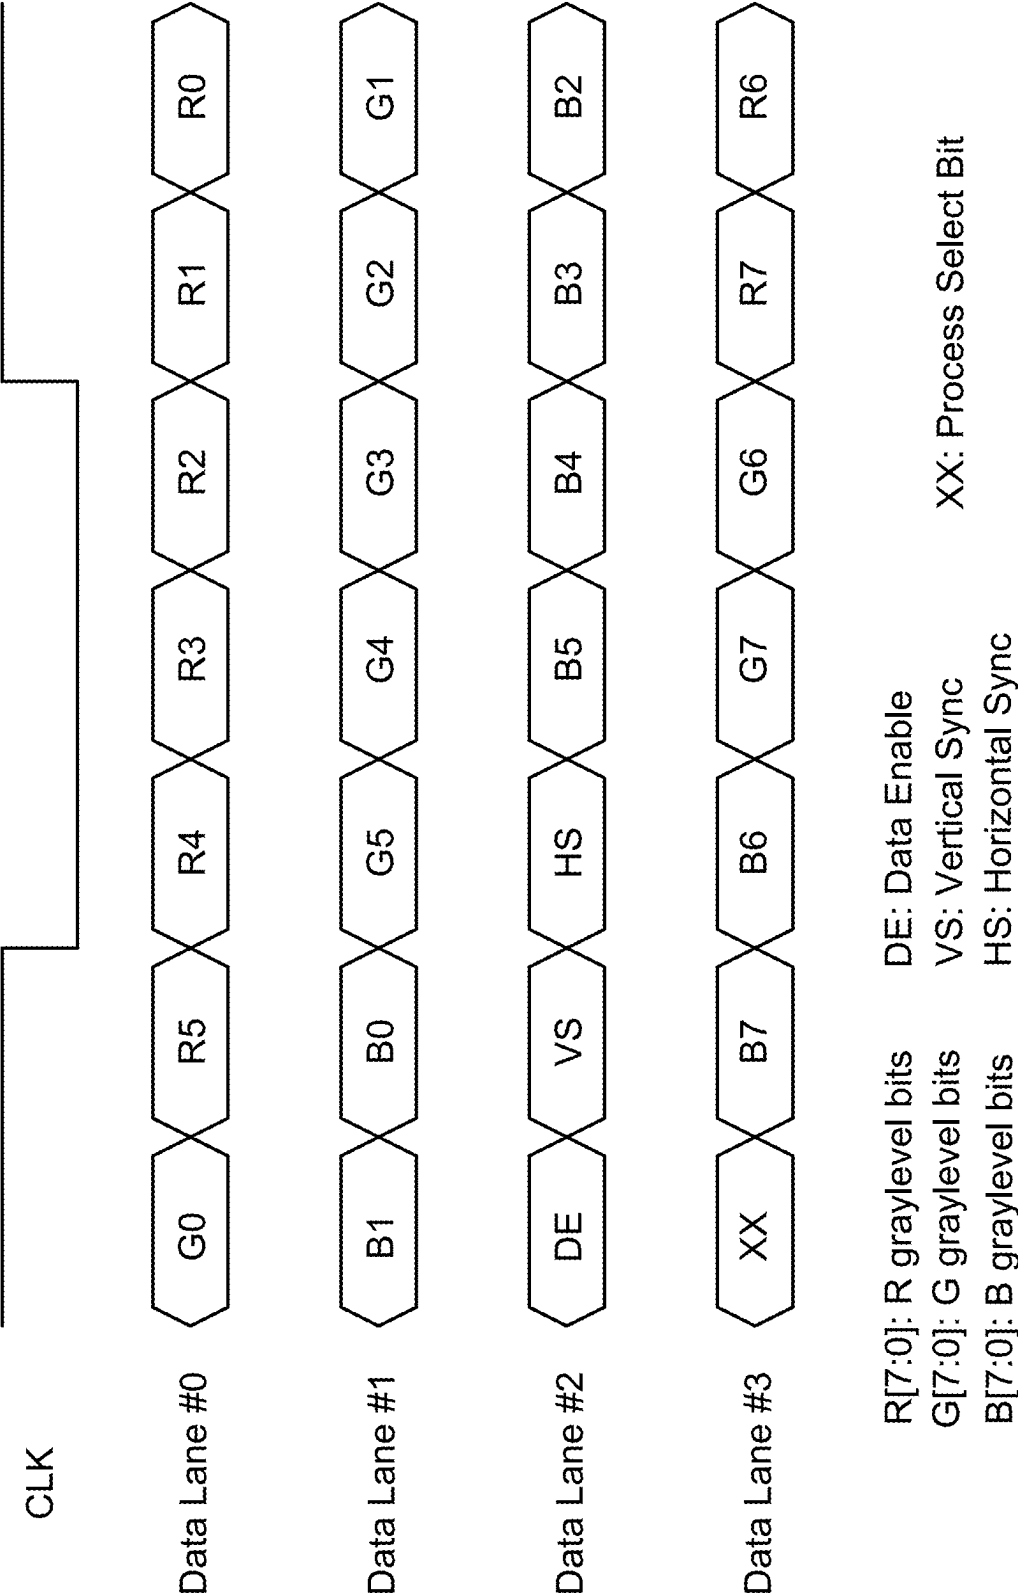 CLK
Data Lane #0 G0 R5 R4 R3 R2 R1 R0
Data Lane #1 B1 B0 G5 G4 G3 G2 G1
Data Lane #2 DE VS HS B5 B4 B3 B2
Data Lane #3 XX B7 B6 G7 G6 R7 R6
R[7:0]: R graylevel bits DE: Data Enable
G[7:0]: G graylevel bits VS: Vertical Sync XX: Process Select Bit
B[7:0]: B graylevel bits HS: Horizontal Sync